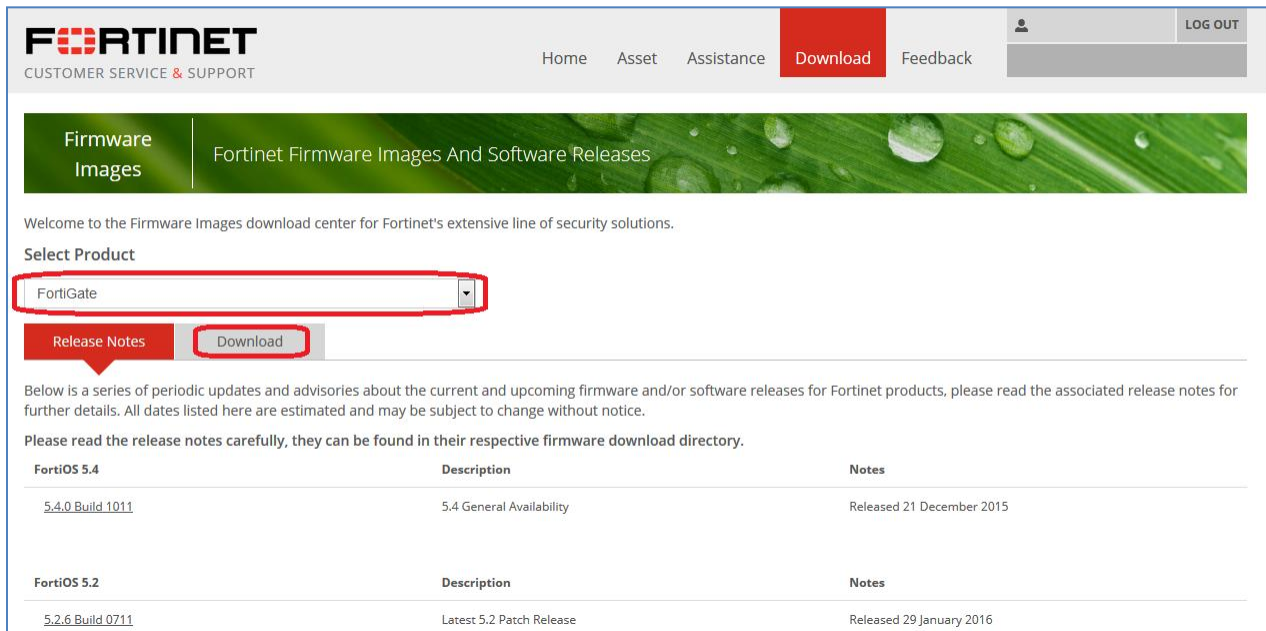 FORTINET
CUSTOMER SERVICE & SUPPORT
Home Asset Assistance Download Feedback
LOG OUT
Firmware
Images
Fortinet Firmware Images And Software Releases
Welcome to the Firmware Images download center for Fortinet's extensive line of security solutions.
Select Product
FortiGate
Release Notes Download
Below is a series of periodic updates and advisories about the current and upcoming firmware and/or software releases for Fortinet products, please read the associated release notes for
further details. All dates listed here are estimated and may be subject to change without notice.
Please read the release notes carefully, they can be found in their respective firmware download directory.
FortiOS 5.4 Description Notes
5.4.0 Build 1011 5.4 General Availability Released 21 December 2015
FortiOS 5.2 Description Notes
5.2.6 Build 0711 Latest 5.2 Patch Release Released 29 January 2016